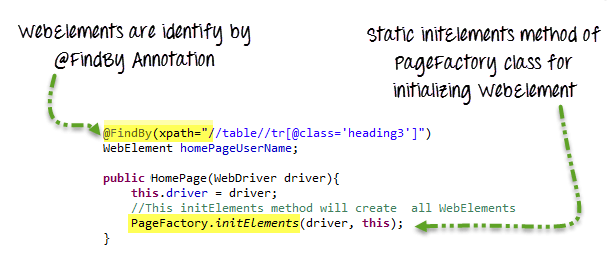 WebElements are identify by
@FindBy Annotation
Static initElements method of
PageFactory class for
initializing WebElement
@FindBy(xpath="//table//tr[@class='heading3']")
WebElement homePageUserName;
public HomePage(WebDriver driver){
this.driver = driver;
//This initElements method will create  all WebElements
PageFactory.initElements(driver, this);
}